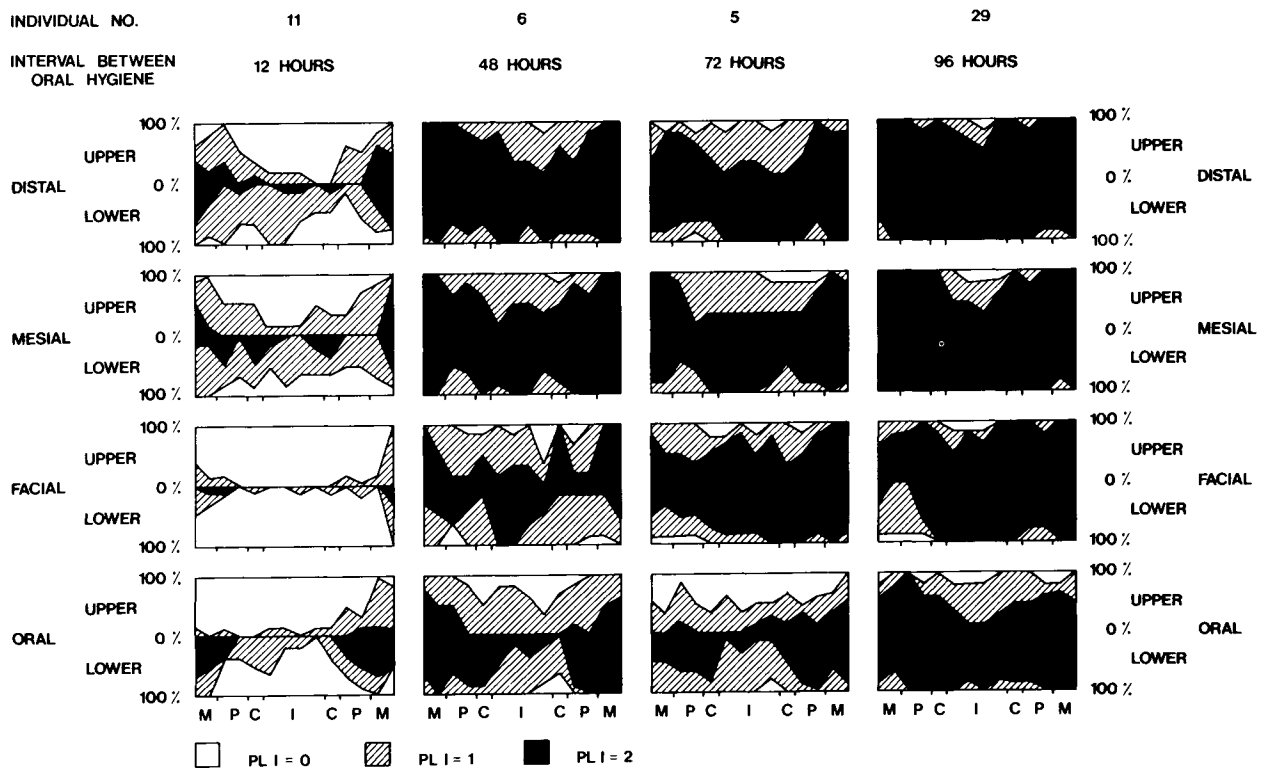 INDIVIDUAL NO. 11 6 5 29
INTERVAL BETWEEN
ORAL HYGIENE 12 HOURS 48 HOURS 72 HOURS 96 HOURS
100 % 100 %
UPPER UPPER
DISTAL 0 % 0 % DISTAL
LOWER LOWER
100 % 100 %
100 % 100 %
UPPER UPPER
MESIAL 0 % 0 % MESIAL
LOWER LOWER
100 % 100 %
100 % 100 %
UPPER UPPER
FACIAL 0 % 0 % FACIAL
LOWER LOWER
100 % 100 %
100 % 100 %
UPPER UPPER
ORAL 0 % 0 % ORAL
LOWER LOWER
100 % 100 %
M P C I C P M M P C I C P M M P C I C P M M P C I C P M
PL I = 0 PL I = 1 PL I = 2